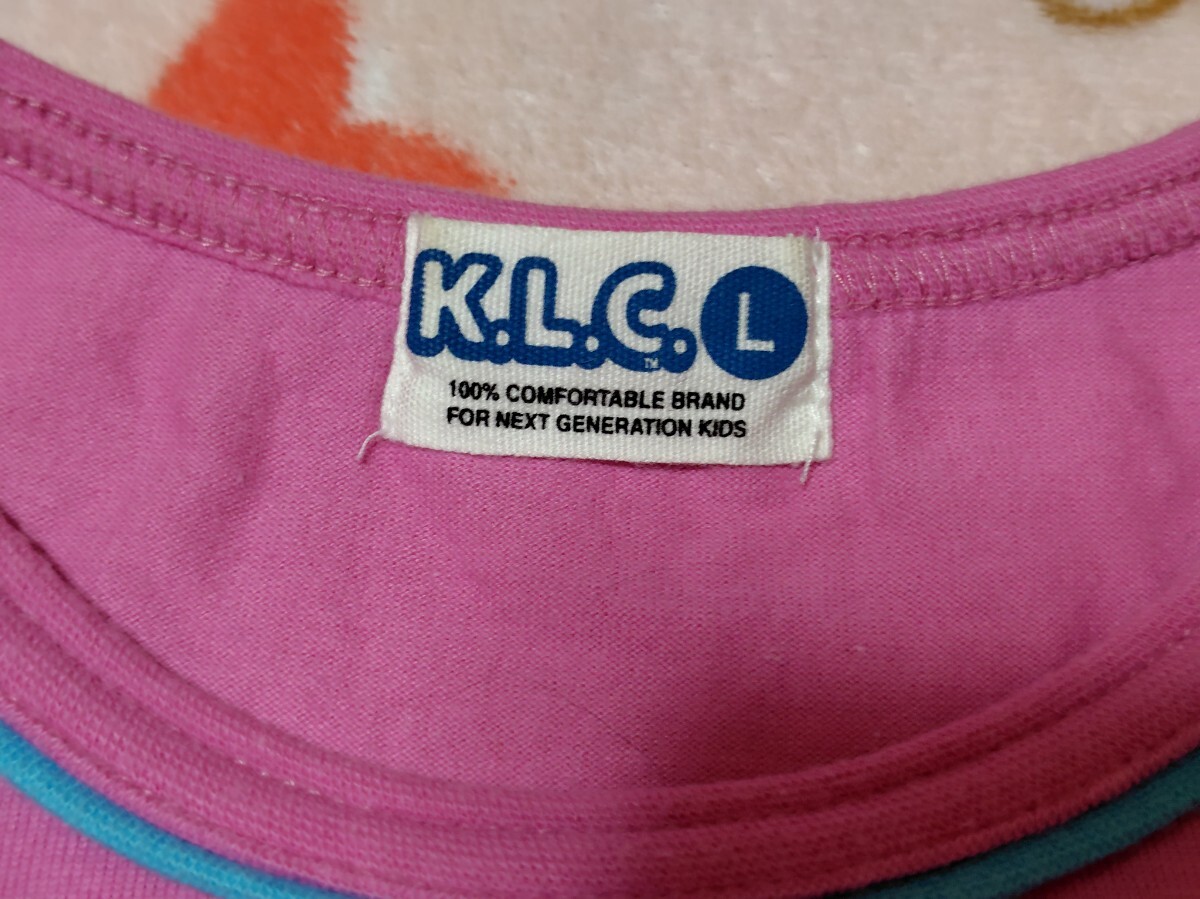 K.L.C.™ L
100% COMFORTABLE BRAND
FOR NEXT GENERATION KIDS